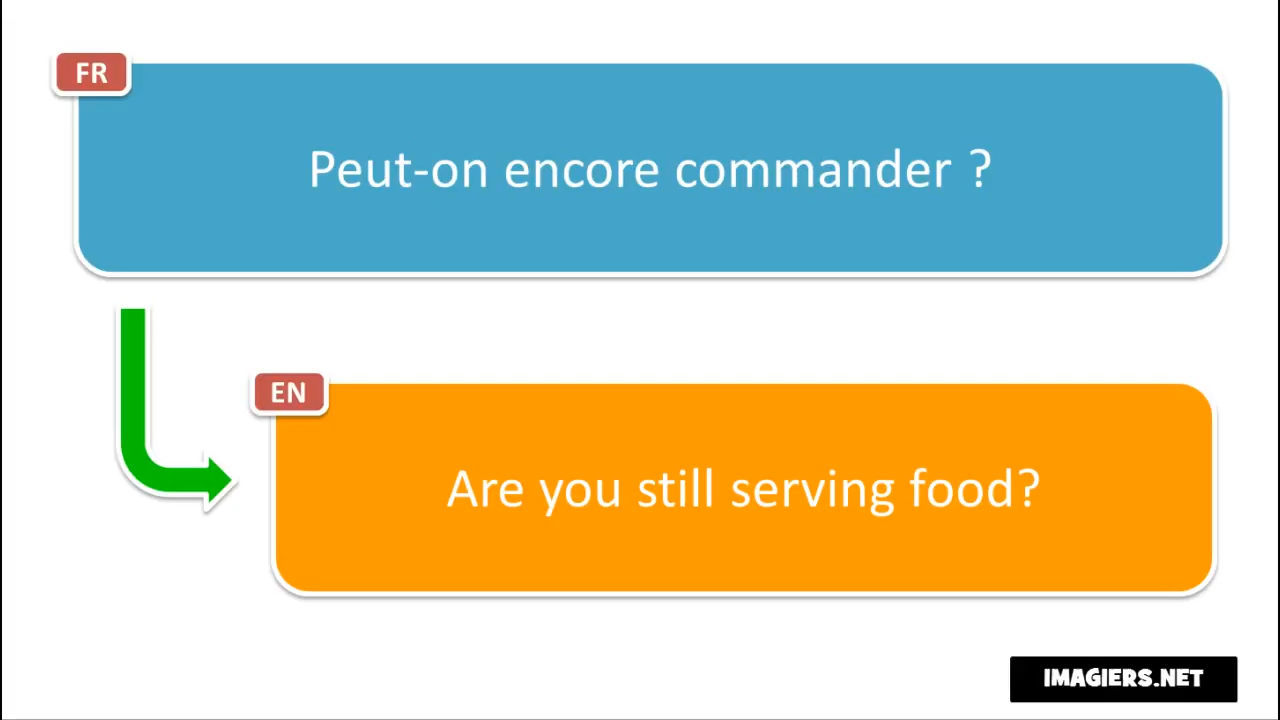 FR
Peut-on encore commander ?
EN
Are you still serving food?
IMAGIERS.NET